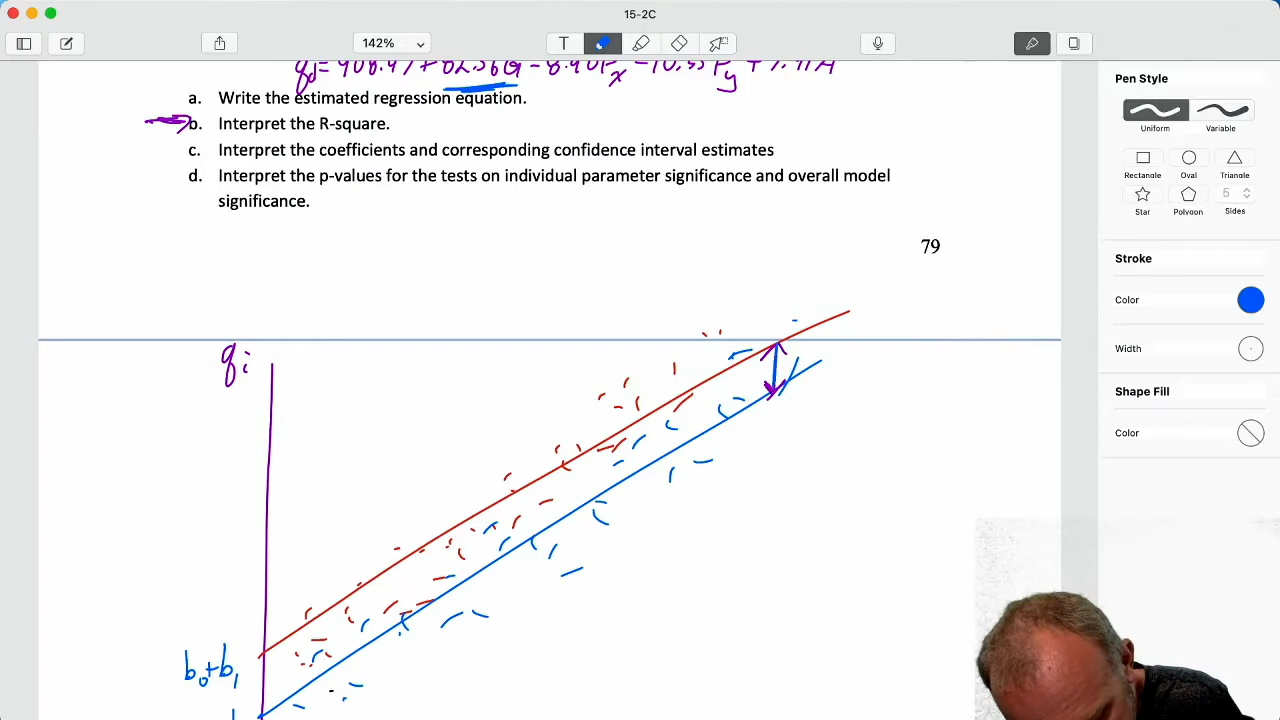 15-2C
142%
T
Pen Style
Uniform Variable
Rectangle Oval Triangle
5
Star Polygon Sides
Stroke
Color
Width
Shape Fill
Color
a. Write the estimated regression equation.
b. Interpret the R-square.
c. Interpret the coefficients and corresponding confidence interval estimates
d. Interpret the p-values for the tests on individual parameter significance and overall model
significance.
79
qi
b₀+b₁